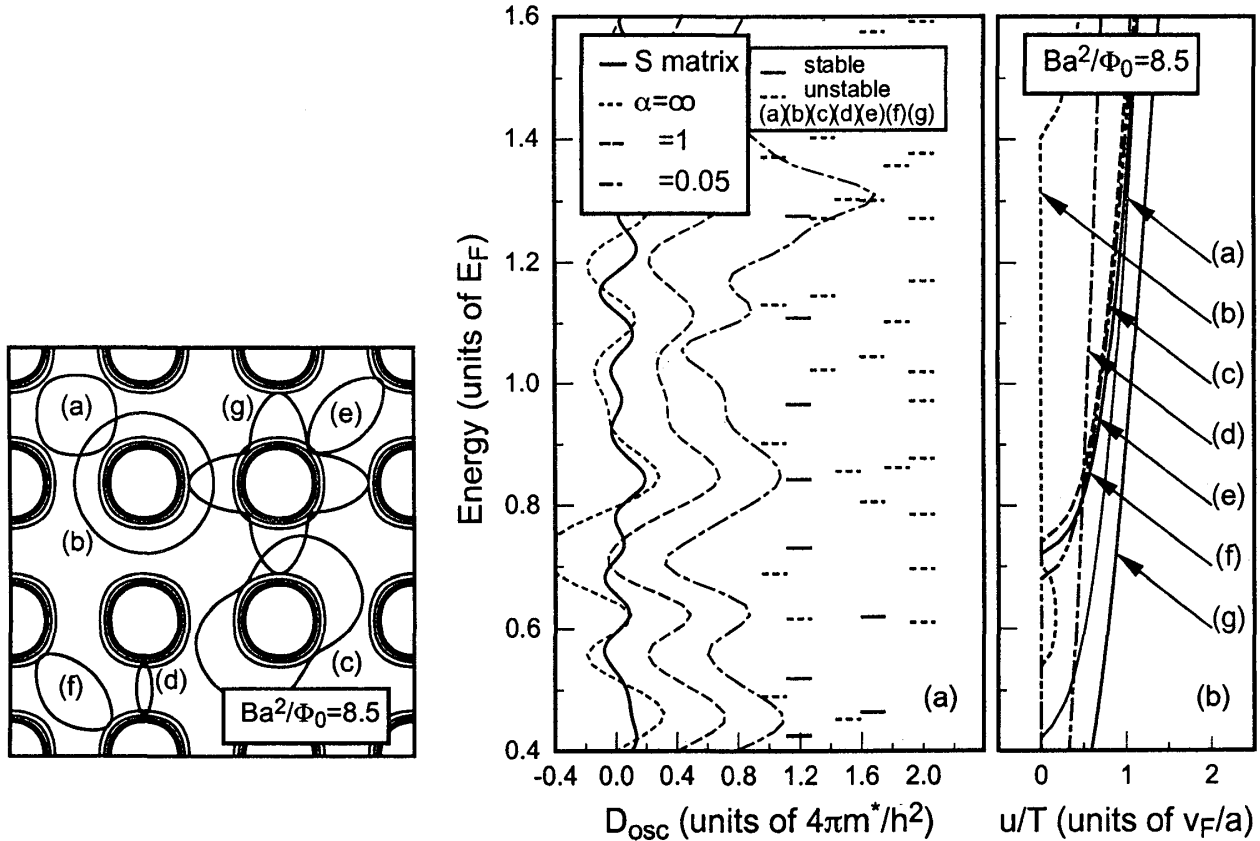 (a)
(g)
(e)
(b)
(c)
(f)
(d)
Ba²/Φ₀=8.5
Energy (units of E_F)
1.6
1.4
1.2
1.0
0.8
0.6
0.4
S matrix
α=∞
=1
=0.05
stable
unstable
(a)(b)(c)(d)(e)(f)(g)
(a)
-0.4 0.0 0.4 0.8 1.2 1.6 2.0
D_osc (units of 4πm*/h²)
Ba²/Φ₀=8.5
(a)
(b)
(c)
(d)
(e)
(f)
(g)
(b)
0 1 2
u/T (units of v_F/a)